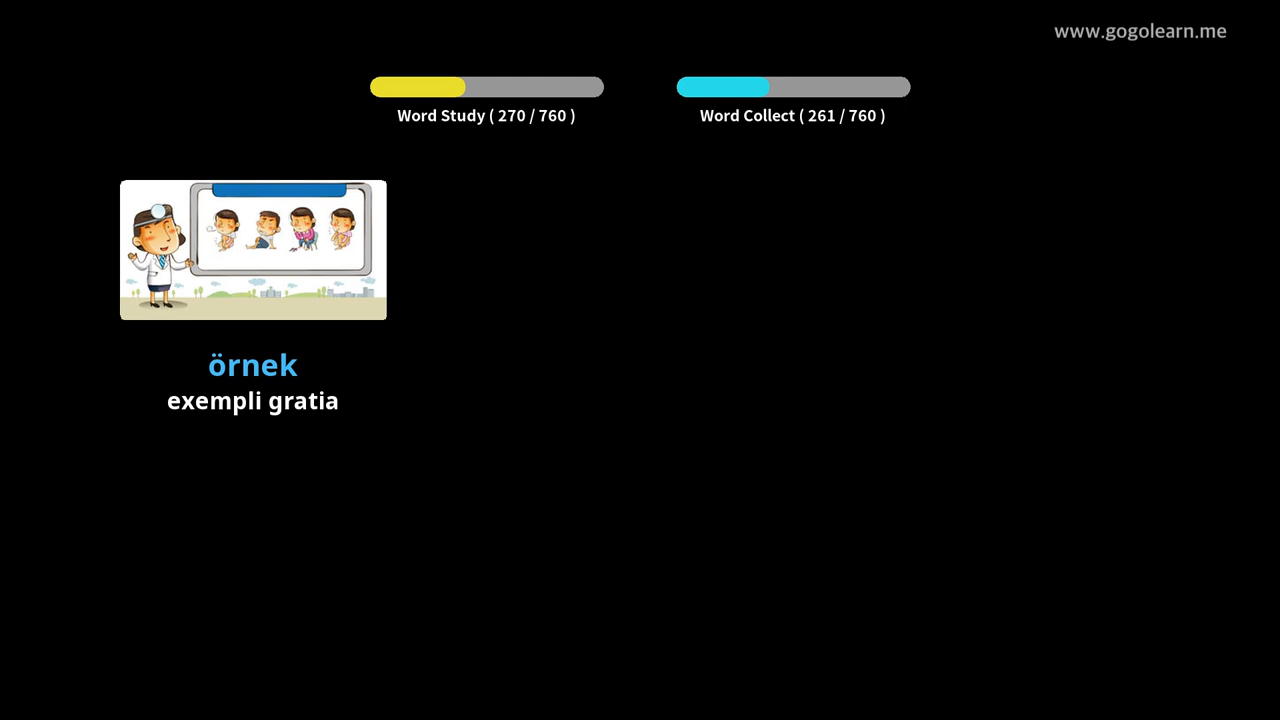 www.gogolearn.me
Word Study ( 270 / 760 )
Word Collect ( 261 / 760 )
örnek
exempli gratia